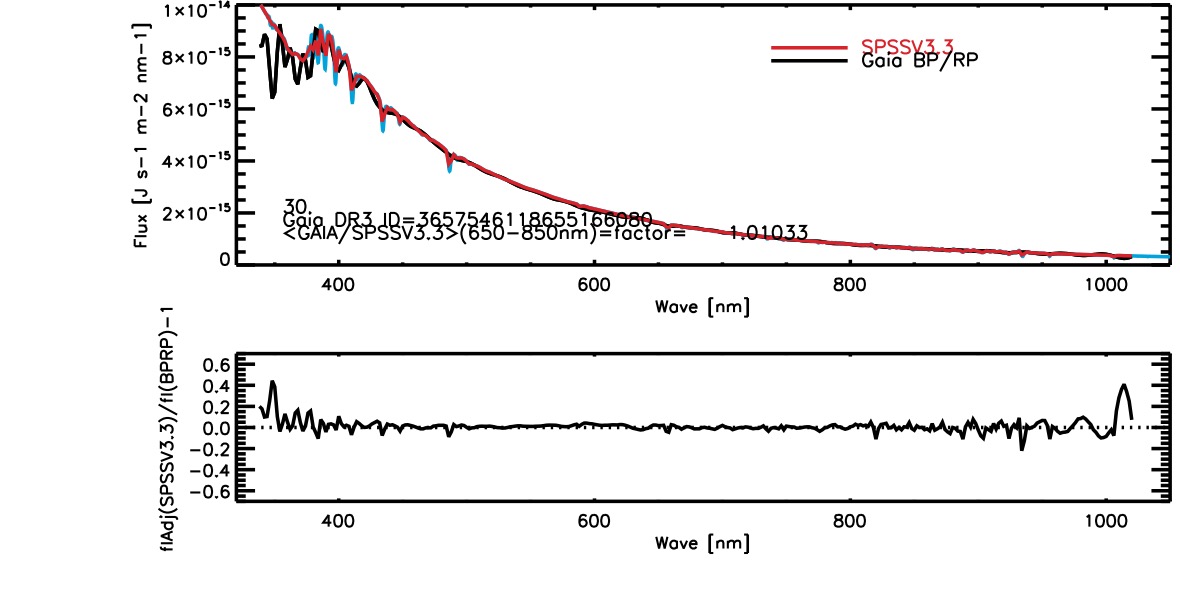 1×10⁻¹⁴
8×10⁻¹⁵
6×10⁻¹⁵
4×10⁻¹⁵
2×10⁻¹⁵
0
Flux [J s−1 m−2 nm−1]
SPSSV3.3
Gaia BP/RP
30.
Gaia DR3 ID=3657546118655166080
<GAIA/SPSSV3.3>(650−850nm)=factor= 1.01033
400 600 800 1000
Wave [nm]
flAdj(SPSSV3.3)/fl(BPRP)−1
0.6
0.4
0.2
0.0
−0.2
−0.4
−0.6
400 600 800 1000
Wave [nm]